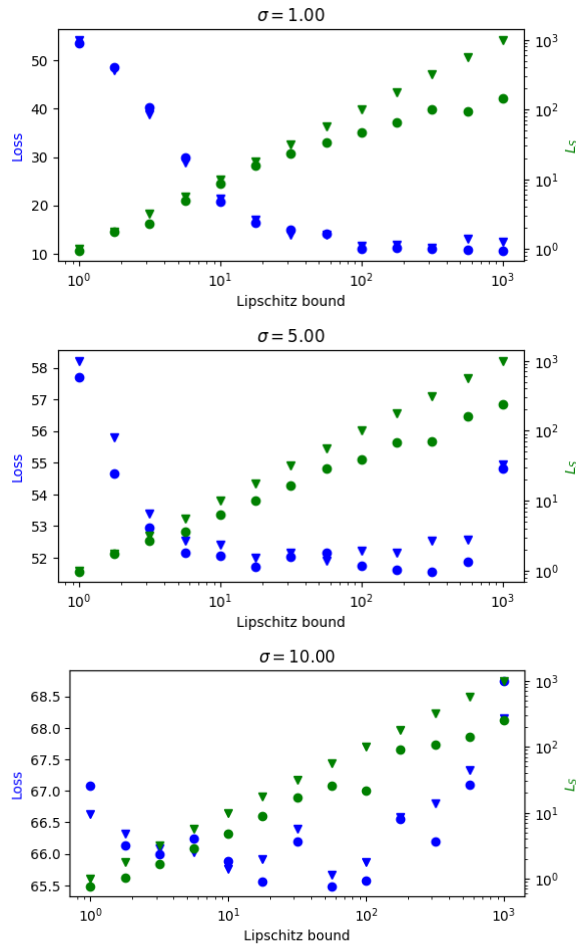 σ = 1.00
50
40
30
20
10
Loss
10³
10²
10¹
10⁰
L_S
10⁰ 10¹ 10² 10³
Lipschitz bound
σ = 5.00
58
57
56
55
54
53
52
Loss
10³
10²
10¹
10⁰
L_S
10⁰ 10¹ 10² 10³
Lipschitz bound
σ = 10.00
68.5
68.0
67.5
67.0
66.5
66.0
65.5
Loss
10³
10²
10¹
10⁰
L_S
10⁰ 10¹ 10² 10³
Lipschitz bound